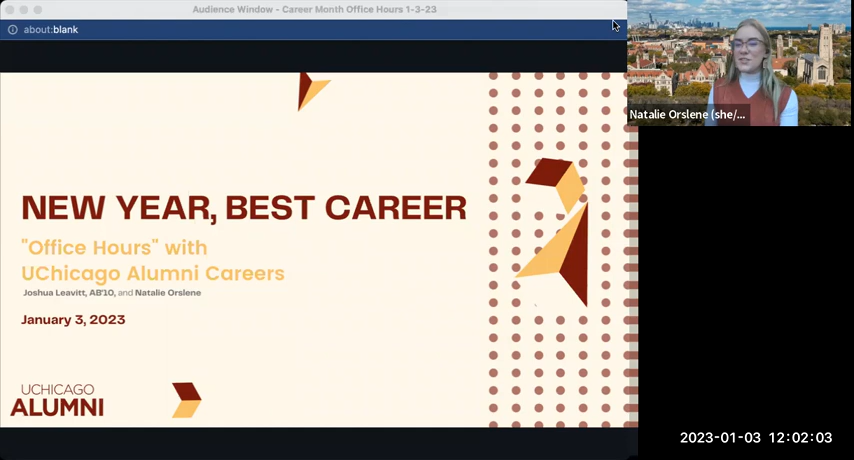 Audience Window - Career Month Office Hours 1-3-23
about:blank
Natalie Orslene (she/...
NEW YEAR, BEST CAREER
"Office Hours" with
UChicago Alumni Careers
Joshua Leavitt, AB'10, and Natalie Orslene
January 3, 2023
UCHICAGO
ALUMNI
2023-01-03 12:02:03